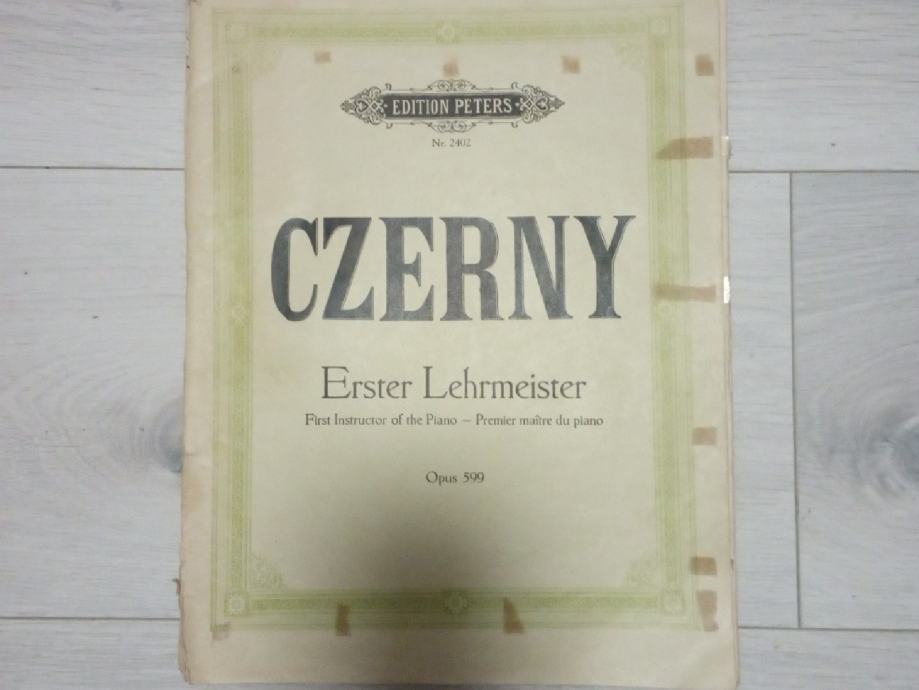 EDITION PETERS
Nr. 2402
CZERNY
Erster Lehrmeister
First Instructor of the Piano – Premier maître du piano
Opus 599